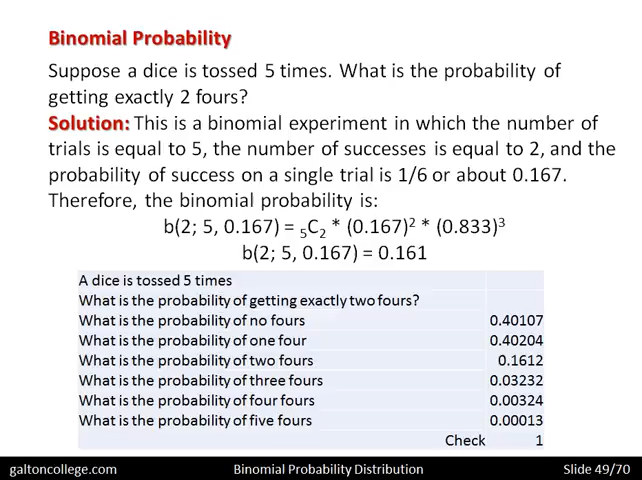 Binomial Probability
Suppose a dice is tossed 5 times. What is the probability of
getting exactly 2 fours?
Solution: This is a binomial experiment in which the number of
trials is equal to 5, the number of successes is equal to 2, and the
probability of success on a single trial is 1/6 or about 0.167.
Therefore, the binomial probability is:
b(2; 5, 0.167) = ₅C₂ * (0.167)² * (0.833)³
b(2; 5, 0.167) = 0.161
A dice is tossed 5 times
What is the probability of getting exactly two fours?
What is the probability of no fours 0.40107
What is the probability of one four 0.40204
What is the probability of two fours 0.1612
What is the probability of three fours 0.03232
What is the probability of four fours 0.00324
What is the probability of five fours 0.00013
Check 1
galtoncollege.com Binomial Probability Distribution Slide 49/70